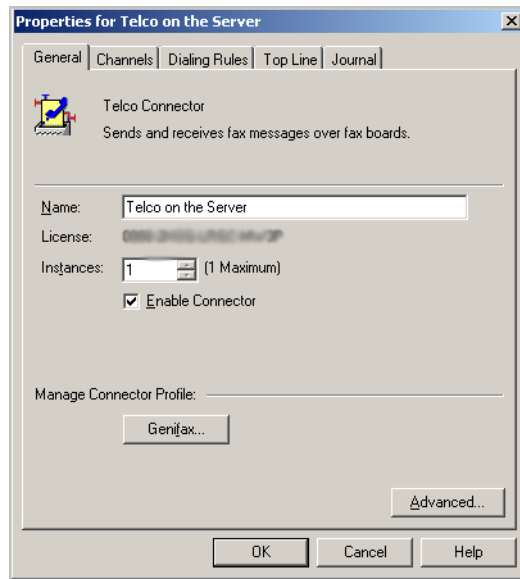 Properties for Telco on the Server
General Channels Dialing Rules Top Line Journal
Telco Connector
Sends and receives fax messages over fax boards.
Name: Telco on the Server
License:
Instances: 1 (1 Maximum)
Enable Connector
Manage Connector Profile:
Genifax...
Advanced...
OK Cancel Help